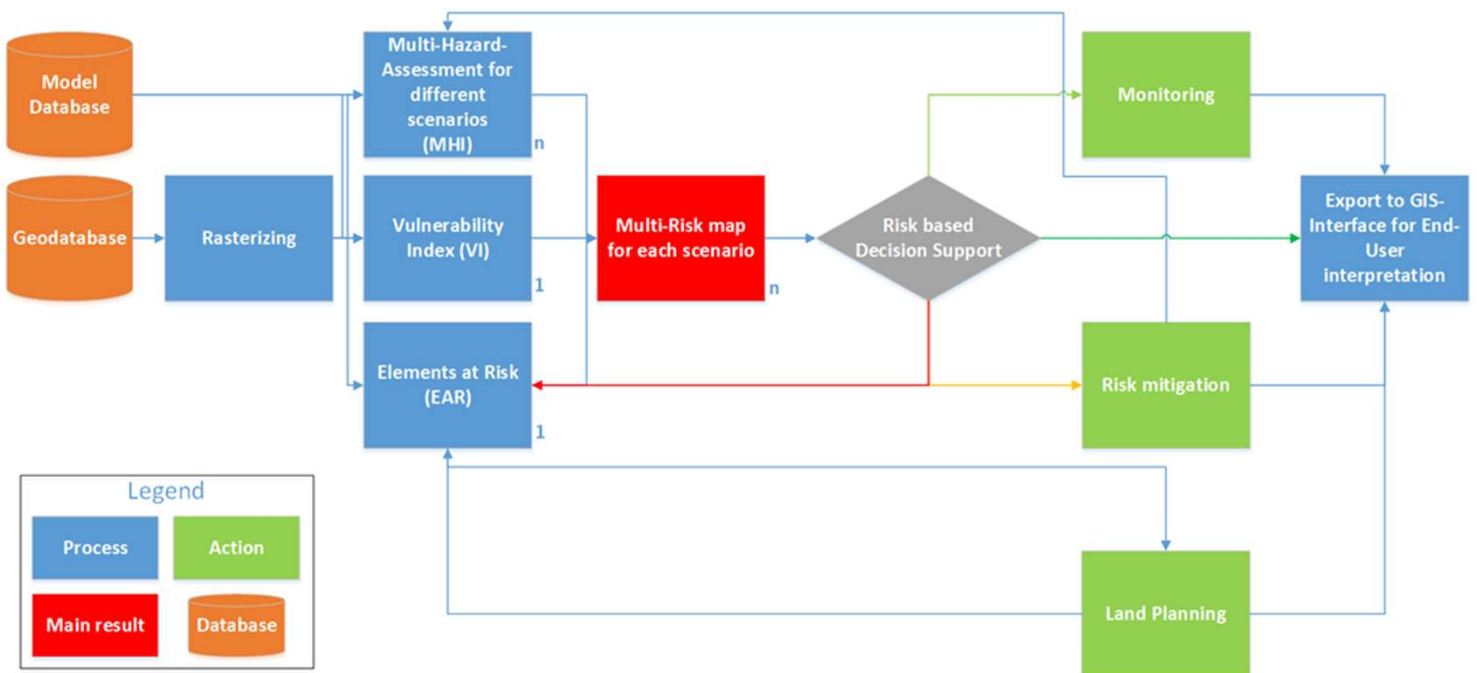 Model
Database
Multi-Hazard-
Assessment for
different
scenarios
(MHI)
n
Monitoring
Geodatabase
Rasterizing
Vulnerability
Index (VI)
1
Multi-Risk map
for each scenario
n
Risk based
Decision Support
Export to GIS-
Interface for End-
User
interpretation
Elements at Risk
(EAR)
1
Risk mitigation
Legend
Process
Action
Main result
Database
Land Planning